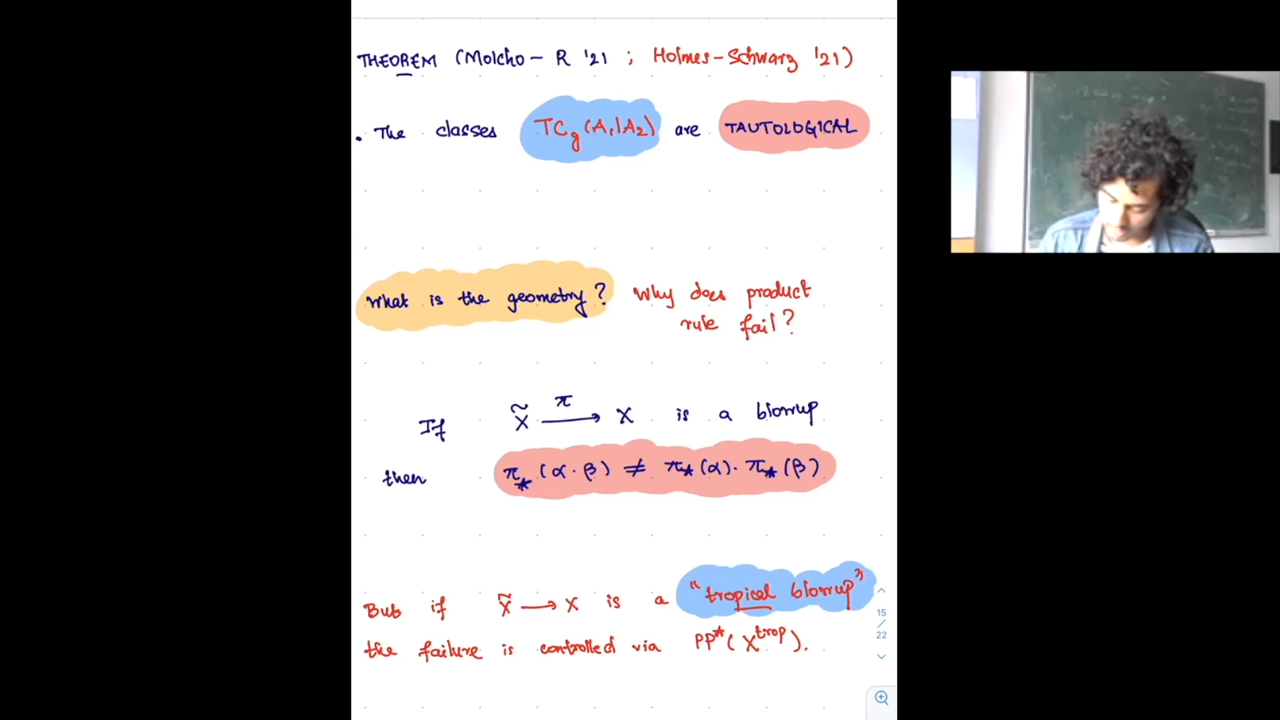 THEOREM (Molcho - R '21 ; Holmes-Schwarz '21)
• The classes TC_g(A_1|A_2) are TAUTOLOGICAL
What is the geometry? Why does product
rule fail?
If X̃ →^π X is a blowup
then π_*(α·β) ≠ π_*(α)·π_*(β)
But if X̃ → X is a "tropical blowup"
the failure is controlled via PP*(X^trop).
15
/
22